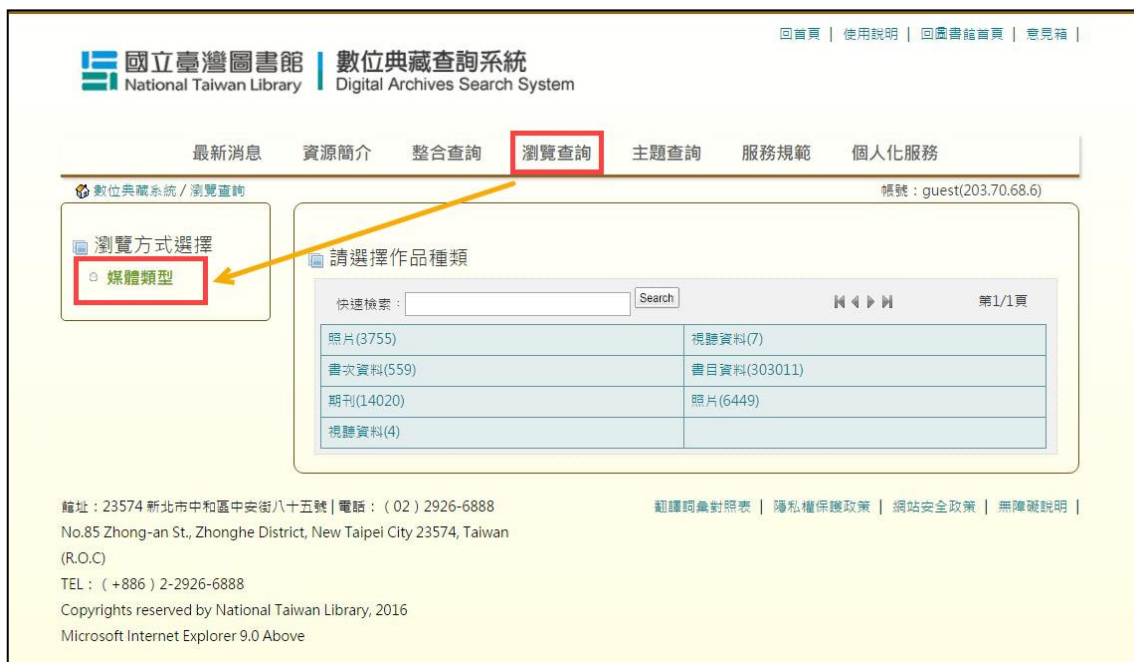 回首頁 | 使用說明 | 回圖書館首頁 | 意見箱 |
國立臺灣圖書館 | 數位典藏查詢系統
National Taiwan Library | Digital Archives Search System
最新消息 資源簡介 整合查詢 瀏覽查詢 主題查詢 服務規範 個人化服務
數位典藏系統 / 瀏覽查詢 帳號：guest(203.70.68.6)
瀏覽方式選擇
媒體類型
請選擇作品種類
快速檢索： Search 第1/1頁
照片(3755) 視聽資料(7)
書次資料(559) 書目資料(303011)
期刊(14020) 照片(6449)
視聽資料(4)
館址：23574 新北市中和區中安街八十五號 | 電話：（02）2926-6888
翻譯詞彙對照表 | 隱私權保護政策 | 網站安全政策 | 無障礙說明 |
No.85 Zhong-an St., Zhonghe District, New Taipei City 23574, Taiwan
(R.O.C)
TEL：（+886）2-2926-6888
Copyrights reserved by National Taiwan Library, 2016
Microsoft Internet Explorer 9.0 Above